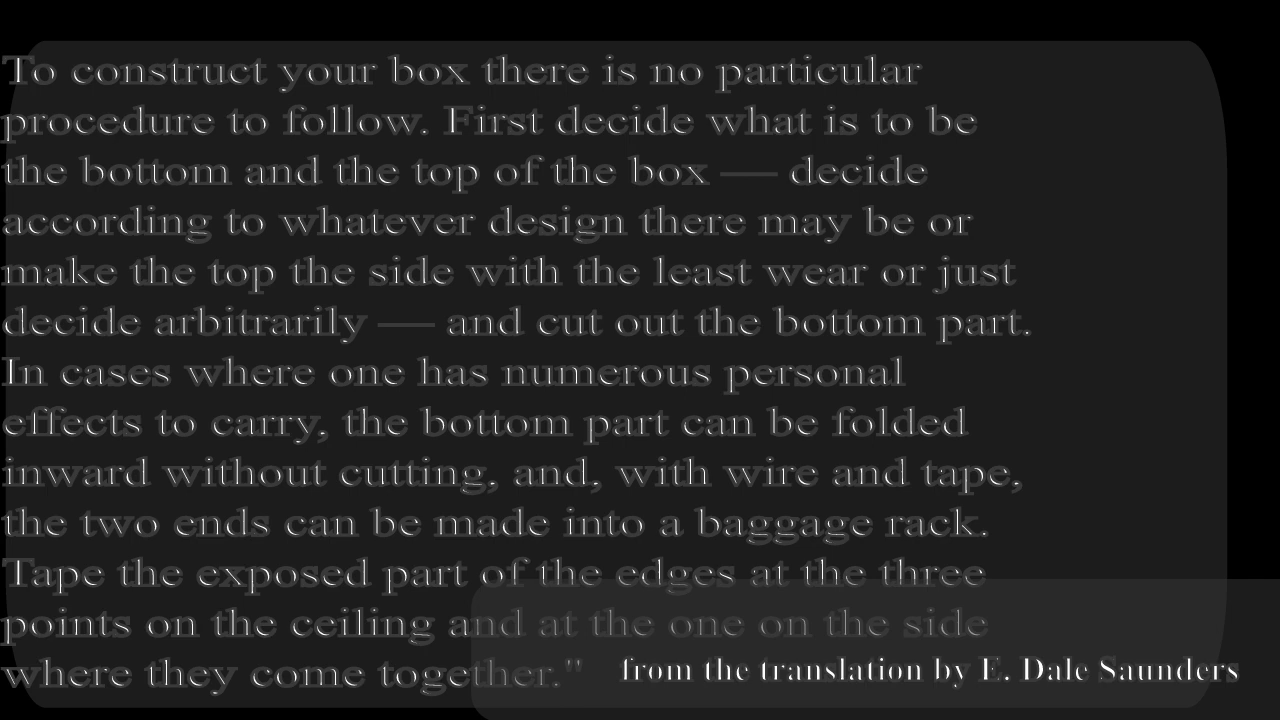 To construct your box there is no particular
procedure to follow. First decide what is to be
the bottom and the top of the box — decide
according to whatever design there may be or
make the top the side with the least wear or just
decide arbitrarily — and cut out the bottom part.
In cases where one has numerous personal
effects to carry, the bottom part can be folded
inward without cutting, and, with wire and tape,
the two ends can be made into a baggage rack.
Tape the exposed part of the edges at the three
points on the ceiling and at the one on the side
where they come together."
from the translation by E. Dale Saunders